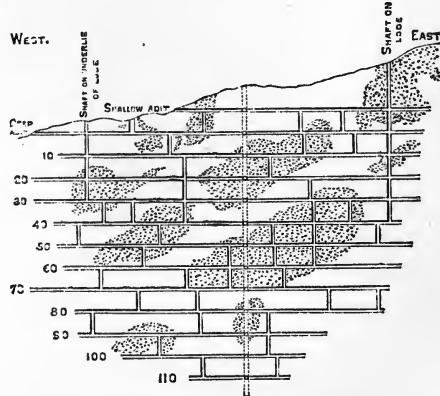 WEST.
EAST
SHAFT ON UNDERLIE
OF LODE
SHALLOW ADIT
SHAFT ON
LODE
DEEP
10
20
30
40
50
60
70
80
90
100
110